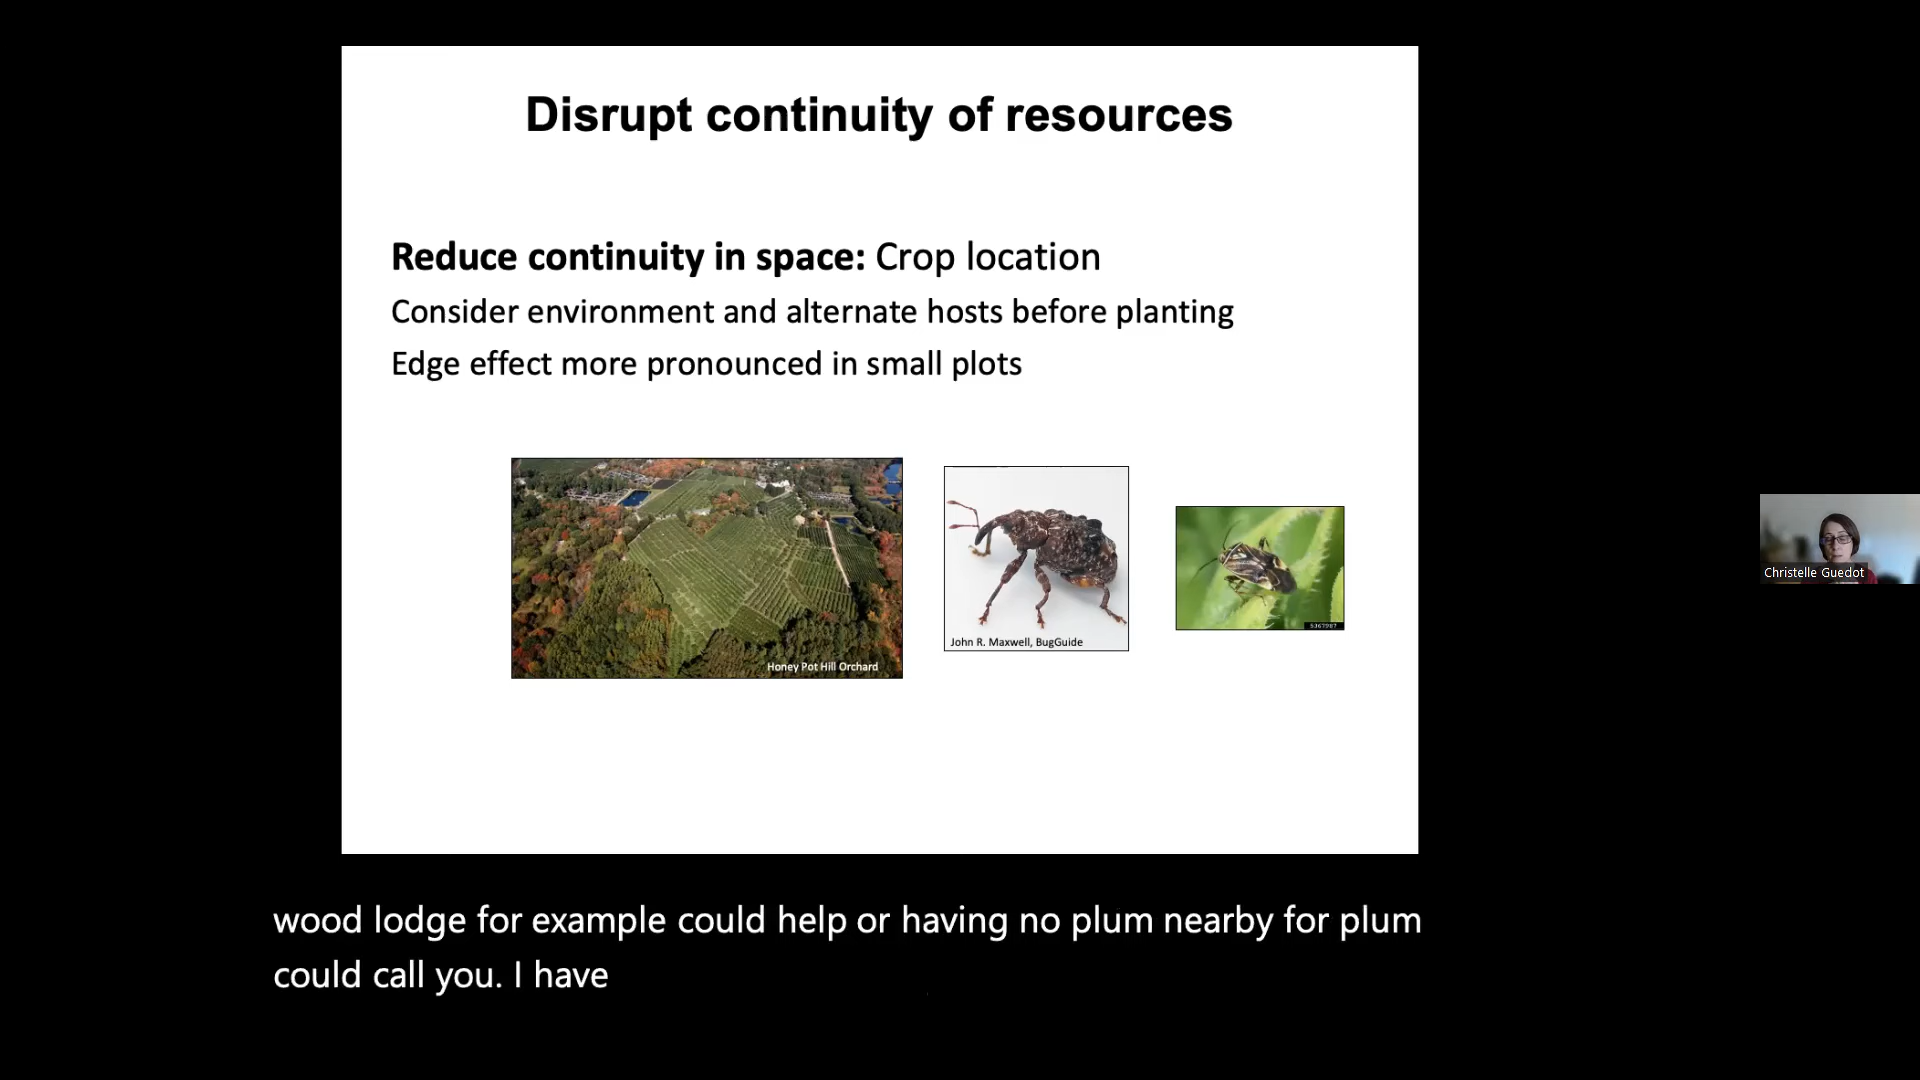 Disrupt continuity of resources
Reduce continuity in space: Crop location
Consider environment and alternate hosts before planting
Edge effect more pronounced in small plots
Honey Pot Hill Orchard
John R. Maxwell, BugGuide
5367987
Christelle Guedot
wood lodge for example could help or having no plum nearby for plum
could call you. I have